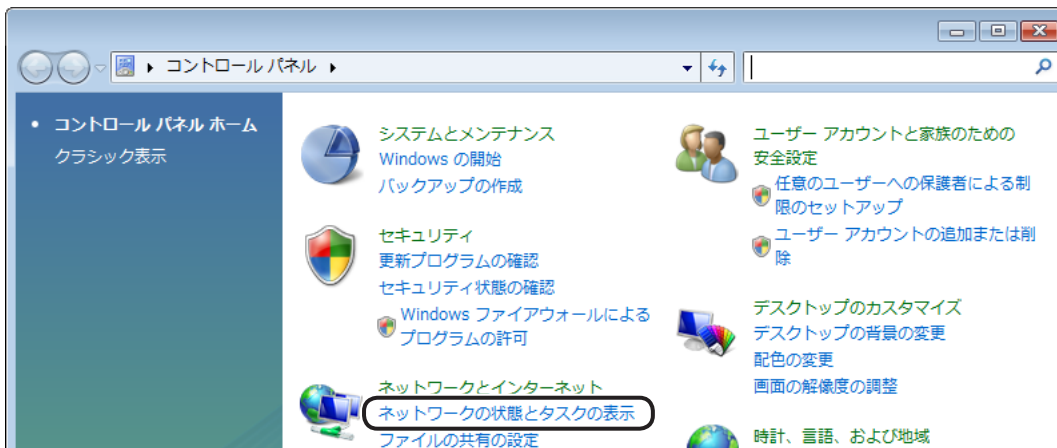 コントロール パネル
コントロール パネル ホーム
クラシック表示
システムとメンテナンス
Windows の開始
バックアップの作成
セキュリティ
更新プログラムの確認
セキュリティ状態の確認
Windows ファイアウォールによる
プログラムの許可
ネットワークとインターネット
ネットワークの状態とタスクの表示
ファイルの共有の設定
ユーザー アカウントと家族のための
安全設定
任意のユーザーへの保護者による制
限のセットアップ
ユーザー アカウントの追加または削
除
デスクトップのカスタマイズ
デスクトップの背景の変更
配色の変更
画面の解像度の調整
時計、言語、および地域